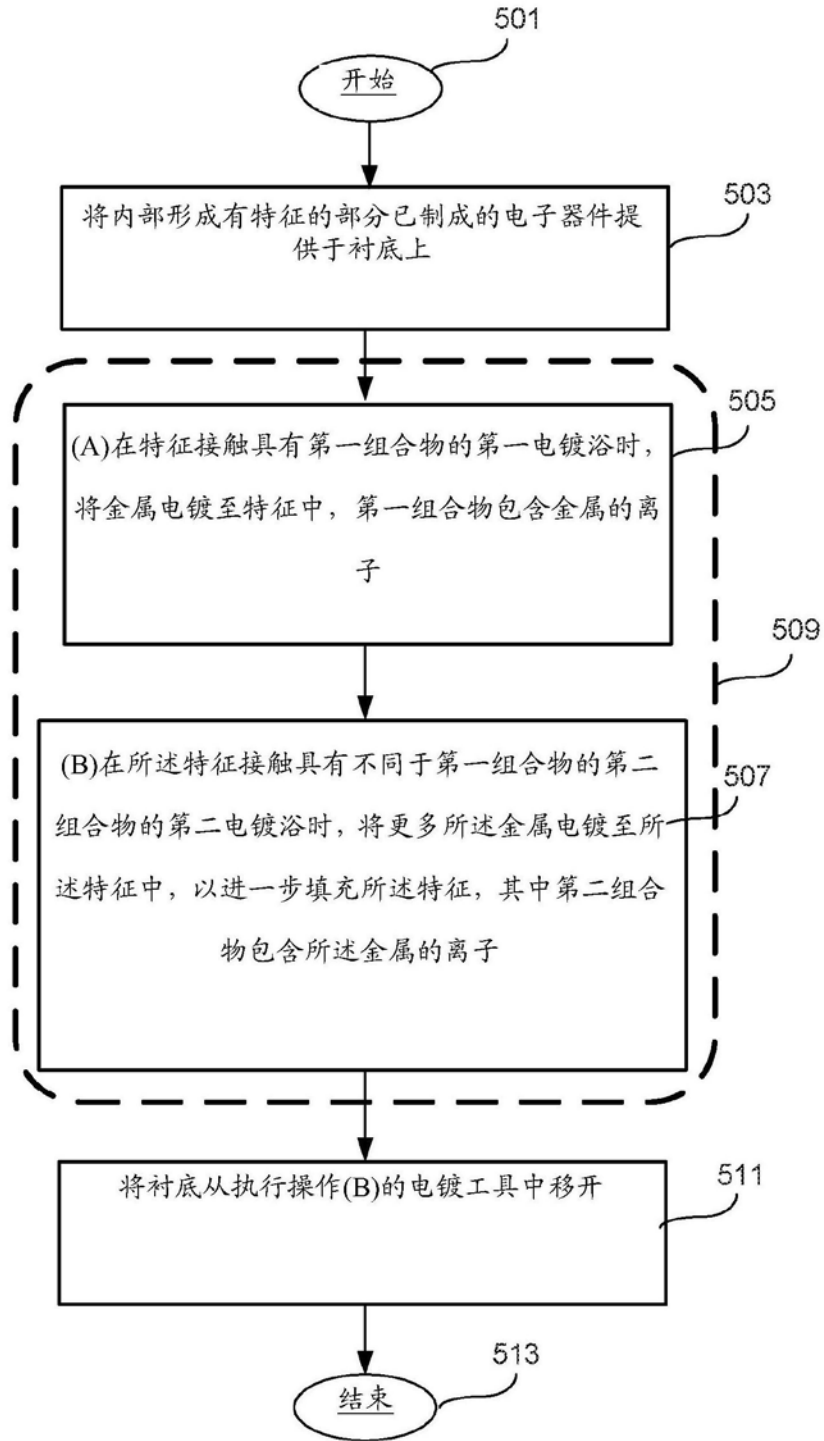 501
开始
503
将内部形成有特征的部分已制成的电子器件提
供于衬底上
505
(A)在特征接触具有第一组合物的第一电镀浴时，
将金属电镀至特征中，第一组合物包含金属的离
子
509
(B)在所述特征接触具有不同于第一组合物的第二
507
组合物的第二电镀浴时，将更多所述金属电镀至所
述特征中，以进一步填充所述特征，其中第二组合
物包含所述金属的离子
511
将衬底从执行操作(B)的电镀工具中移开
513
结束